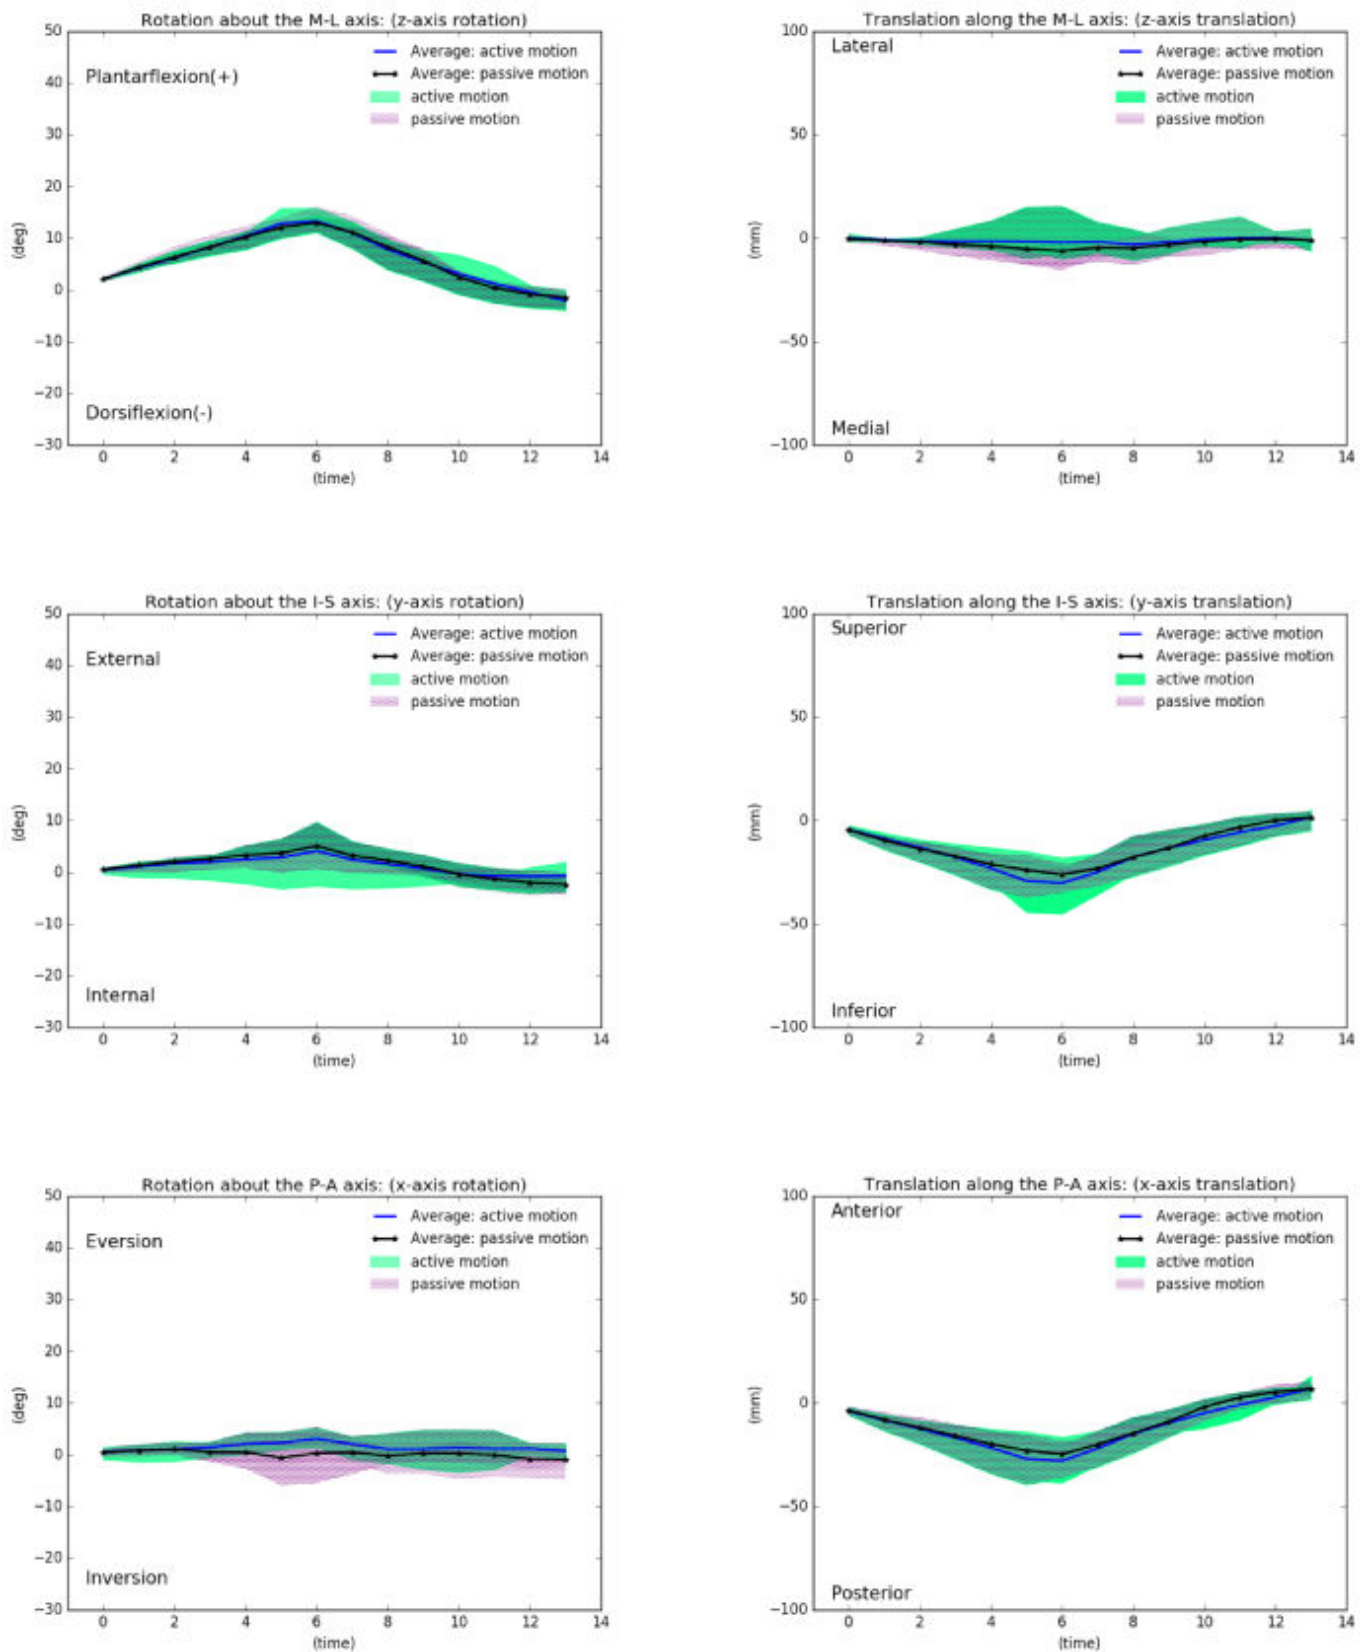 Rotation about the M-L axis: (z-axis rotation)
50
40
30
20
10
0
−10
−20
−30
(deg)
Plantarflexion(+)
Dorsiflexion(-)
Average: active motion
Average: passive motion
active motion
passive motion
0 2 4 6 8 10 12 14
(time)
Translation along the M-L axis: (z-axis translation)
100
50
0
−50
−100
(mm)
Lateral
Medial
Average: active motion
Average: passive motion
active motion
passive motion
0 2 4 6 8 10 12 14
(time)
Rotation about the I-S axis: (y-axis rotation)
50
40
30
20
10
0
−10
−20
−30
(deg)
External
Internal
Average: active motion
Average: passive motion
active motion
passive motion
0 2 4 6 8 10 12 14
(time)
Translation along the I-S axis: (y-axis translation)
100
50
0
−50
−100
(mm)
Superior
Inferior
Average: active motion
Average: passive motion
active motion
passive motion
0 2 4 6 8 10 12 14
(time)
Rotation about the P-A axis: (x-axis rotation)
50
40
30
20
10
0
−10
−20
−30
(deg)
Eversion
Inversion
Average: active motion
Average: passive motion
active motion
passive motion
0 2 4 6 8 10 12 14
(time)
Translation along the P-A axis: (x-axis translation)
100
50
0
−50
−100
(mm)
Anterior
Posterior
Average: active motion
Average: passive motion
active motion
passive motion
0 2 4 6 8 10 12 14
(time)